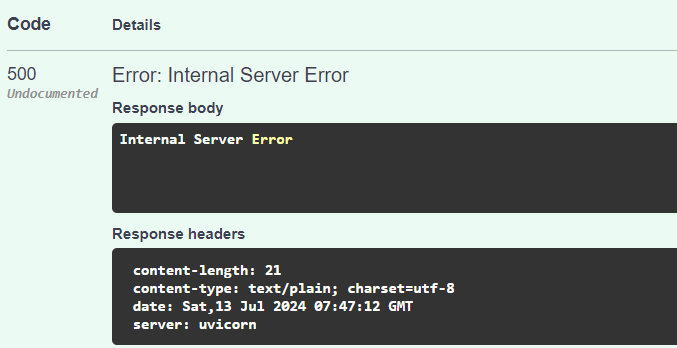 Code Details
500 Error: Internal Server Error
Undocumented
Response body
Internal Server Error
Response headers
content-length: 21
content-type: text/plain; charset=utf-8
date: Sat,13 Jul 2024 07:47:12 GMT
server: uvicorn